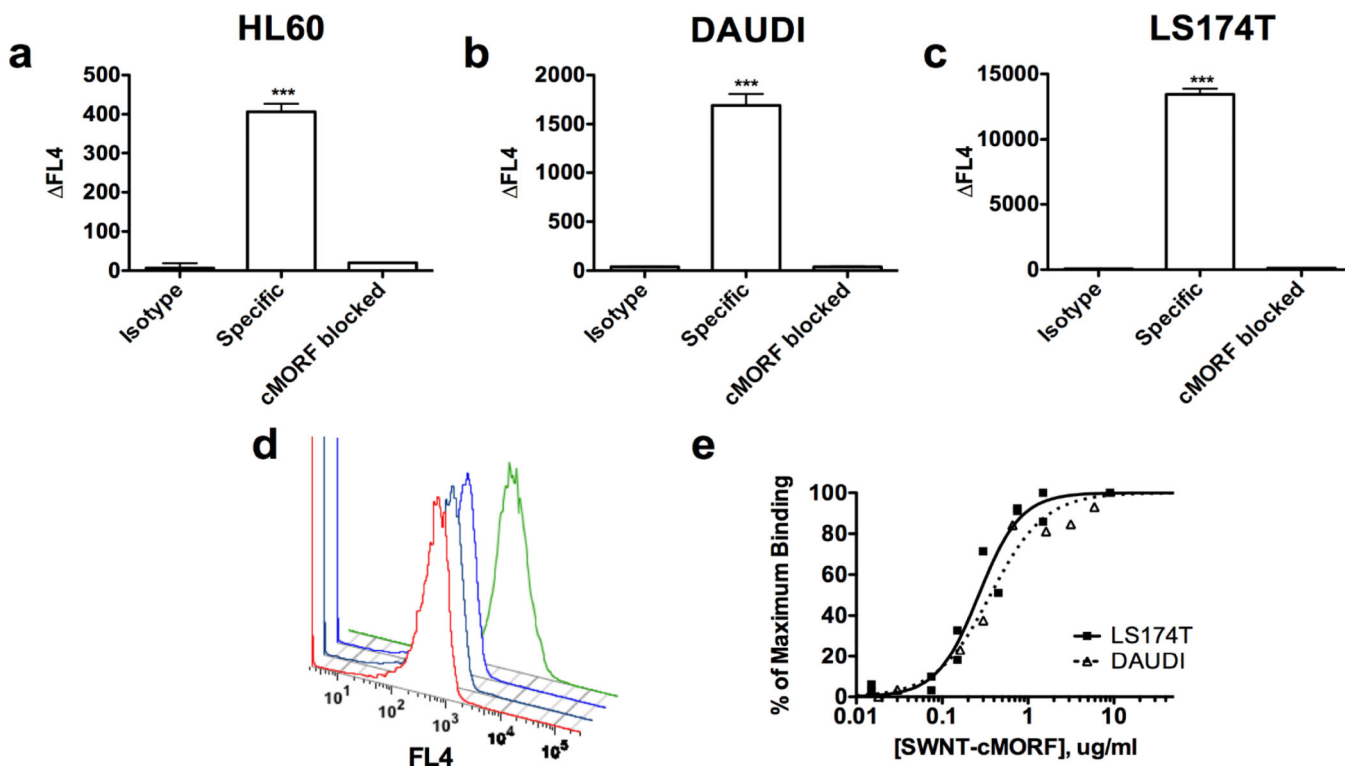 HL60
DAUDI
LS174T
a
b
c
500
400
300
200
100
0
ΔFL4
***
Isotype
Specific
cMORF blocked
2000
1500
1000
500
0
ΔFL4
***
Isotype
Specific
cMORF blocked
15000
10000
5000
0
ΔFL4
***
Isotype
Specific
cMORF blocked
d
10¹
10²
10³
10⁴
10⁵
FL4
e
100
80
60
40
20
0
% of Maximum Binding
LS174T
DAUDI
0.01
0.1
1
10
[SWNT-cMORF], ug/ml